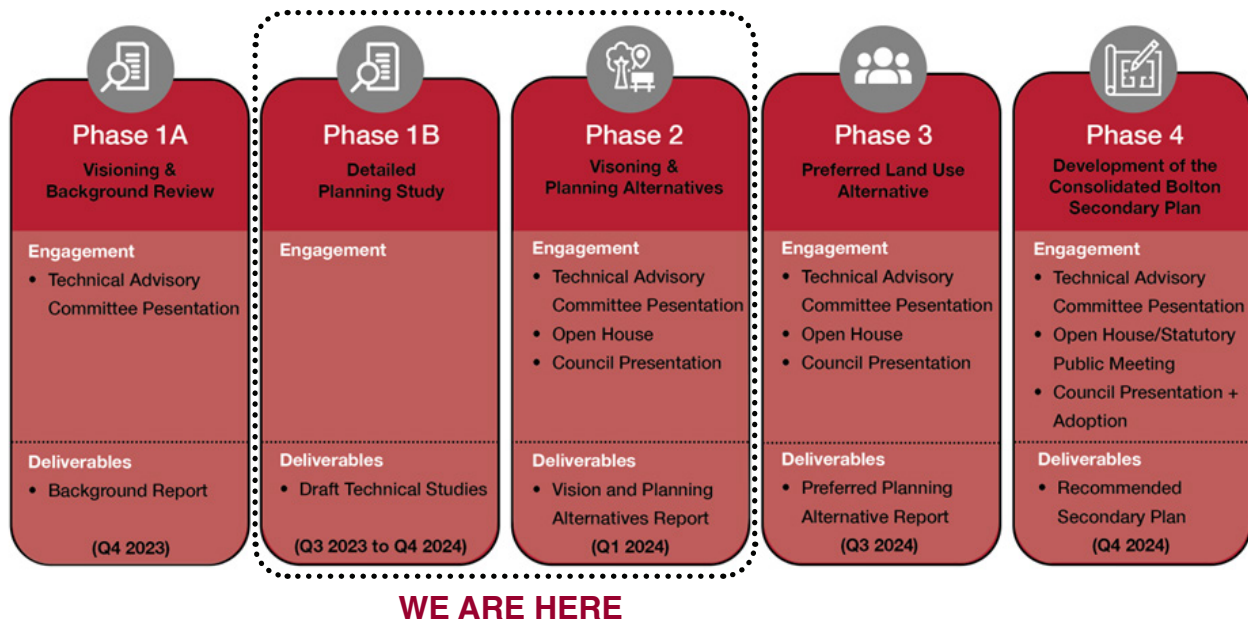 Phase 1A
Visioning &
Background Review
Engagement
• Technical Advisory
Committee Pesentation
Deliverables
• Background Report
(Q4 2023)
Phase 1B
Detailed
Planning Study
Engagement
Deliverables
• Draft Technical Studies
(Q3 2023 to Q4 2024)
Phase 2
Visoning &
Planning Alternatives
Engagement
• Technical Advisory
Committee Pesentation
• Open House
• Council Presentation
Deliverables
• Vision and Planning
Alternatives Report
(Q1 2024)
Phase 3
Preferred Land Use
Alternative
Engagement
• Technical Advisory
Committee Pesentation
• Open House
• Council Presentation
Deliverables
• Preferred Planning
Alternative Report
(Q3 2024)
Phase 4
Development of the
Consolidated Bolton
Secondary Plan
Engagement
• Technical Advisory
Committee Pesentation
• Open House/Statutory
Public Meeting
• Council Presentation +
Adoption
Deliverables
• Recommended
Secondary Plan
(Q4 2024)
WE ARE HERE